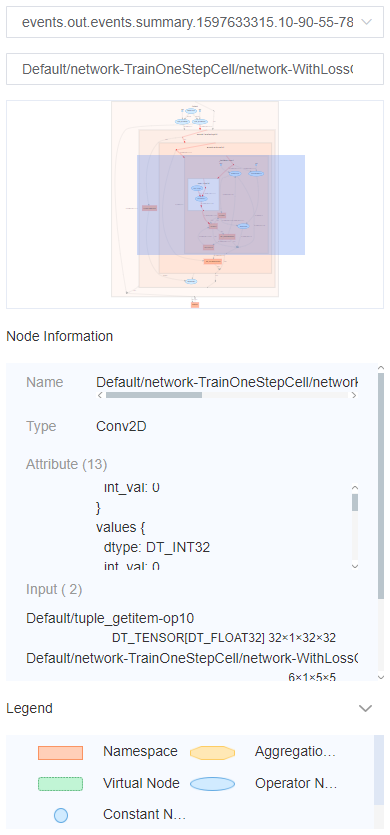 events.out.events.summary.1597633315.10-90-55-78
Default/network-TrainOneStepCell/network-WithLoss
Node Information
Name Default/network-TrainOneStepCell/network
Type Conv2D
Attribute (13)
int_val: 0
}
values {
dtype: DT_INT32
int_val: 0
Input ( 2)
Default/tuple_getitem-op10
DT_TENSOR[DT_FLOAT32] 32×1×32×32
Default/network-TrainOneStepCell/network-WithLoss
6×1×5×5
Legend
Namespace Aggregatio...
Virtual Node Operator N...
Constant N...